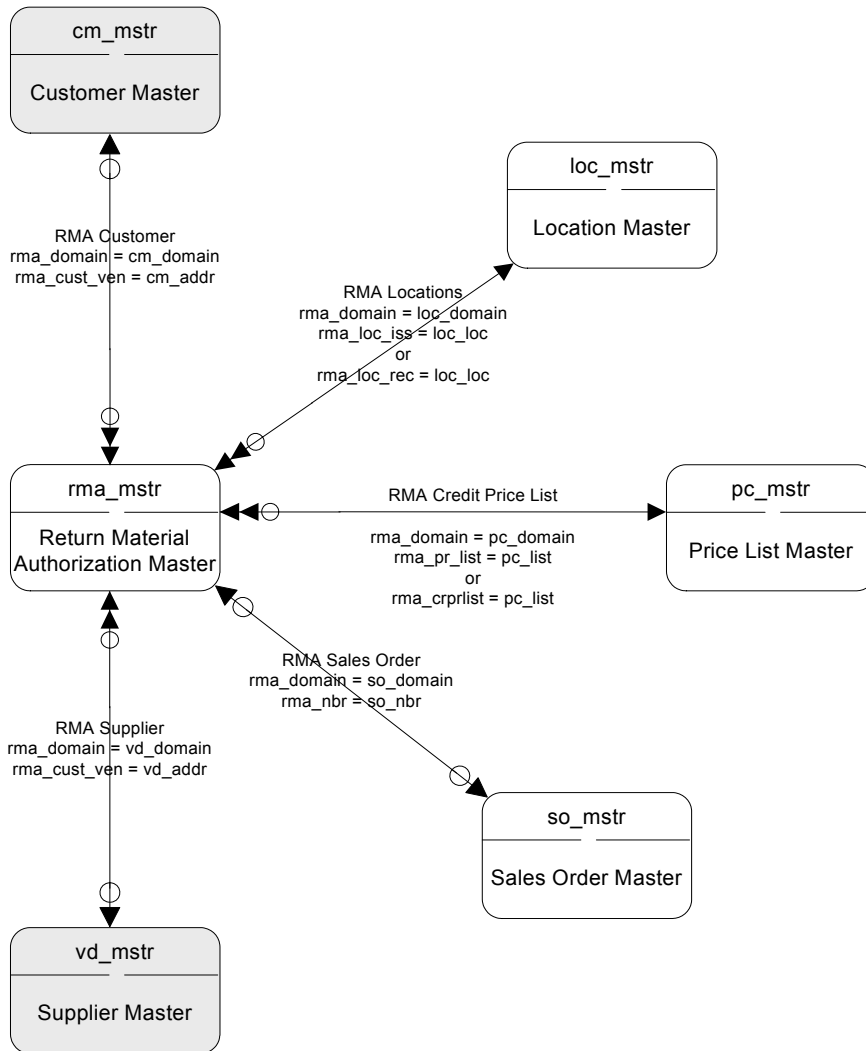 cm_mstr
Customer Master
RMA Customer
rma_domain = cm_domain
rma_cust_ven = cm_addr
loc_mstr
Location Master
RMA Locations
rma_domain = loc_domain
rma_loc_iss = loc_loc
or
rma_loc_rec = loc_loc
rma_mstr
Return Material
Authorization Master
RMA Credit Price List
rma_domain = pc_domain
rma_pr_list = pc_list
or
rma_crprlist = pc_list
pc_mstr
Price List Master
RMA Sales Order
rma_domain = so_domain
rma_nbr = so_nbr
RMA Supplier
rma_domain = vd_domain
rma_cust_ven = vd_addr
so_mstr
Sales Order Master
vd_mstr
Supplier Master